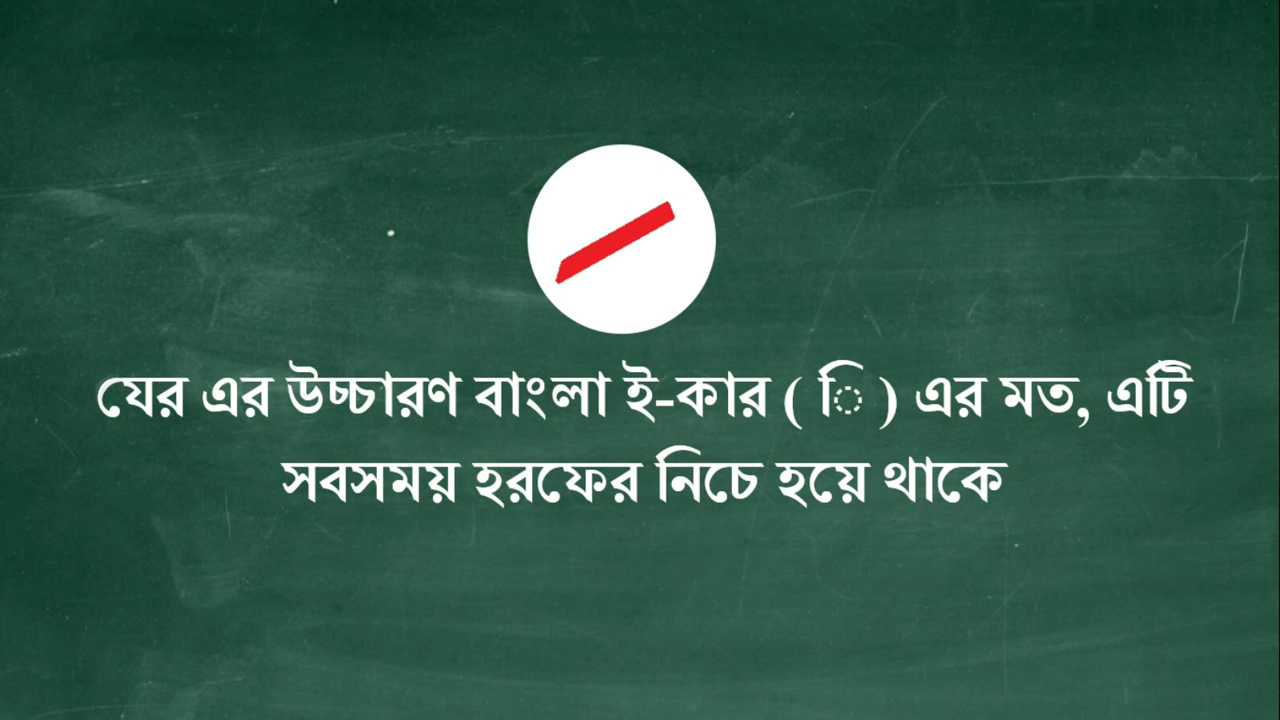 যের এর উচ্চারণ বাংলা ই-কার ( ি ) এর মত, এটি
সবসময় হরফের নিচে হয়ে থাকে